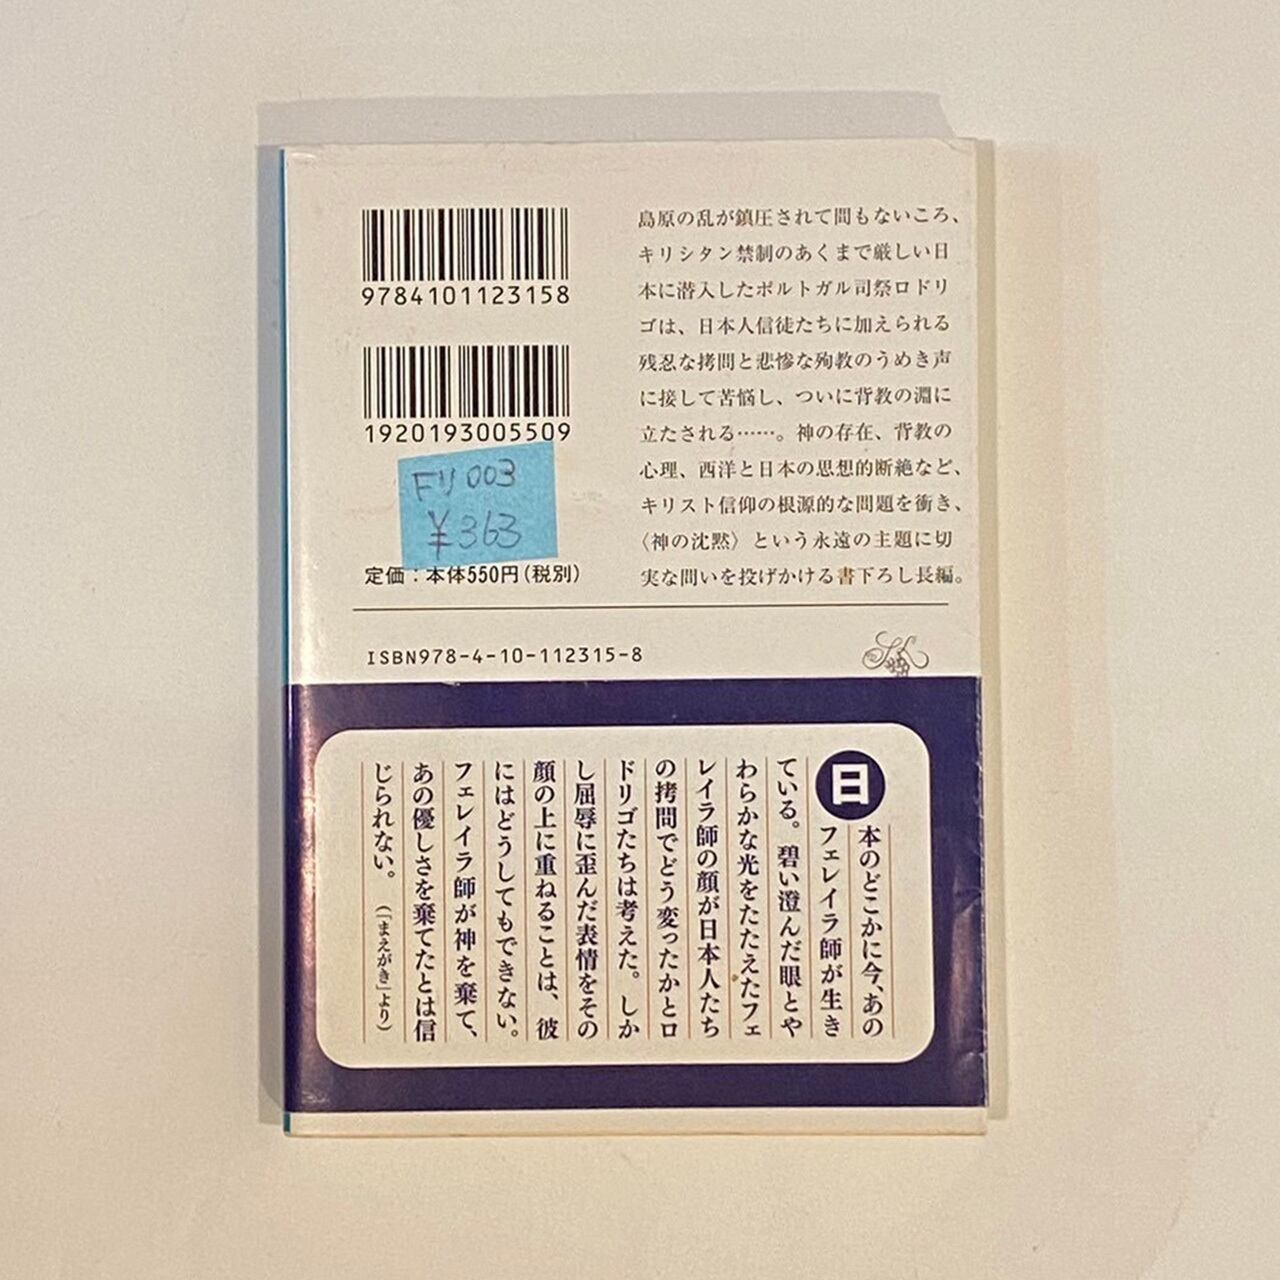 9784101123158
1920193005509
Fリ003
¥363
定価：本体550円（税別）
島原の乱が鎮圧されて間もないころ、
キリシタン禁制のあくまで厳しい日
本に潜入したポルトガル司祭ロドリ
ゴは、日本人信徒たちに加えられる
残忍な拷問と悲惨な殉教のうめき声
に接して苦悩し、ついに背教の淵に
立たされる……。神の存在、背教の
心理、西洋と日本の思想的断絶など、
キリスト信仰の根源的な問題を衝き、
〈神の沈黙〉という永遠の主題に切
実な問いを投げかける書下ろし長編。
ISBN978-4-10-112315-8
日本のどこかに今、あの
フェレイラ師が生き
ている。碧い澄んだ眼とや
わらかな光をたたえたフェ
レイラ師の顔が日本人たち
の拷問でどう変ったかとロ
ドリゴたちは考えた。しか
し屈辱に歪んだ表情をその
顔の上に重ねることは、彼
にはどうしてもできない。
フェレイラ師が神を棄て、
あの優しさを棄てたとは信
じられない。（「まえがき」より）